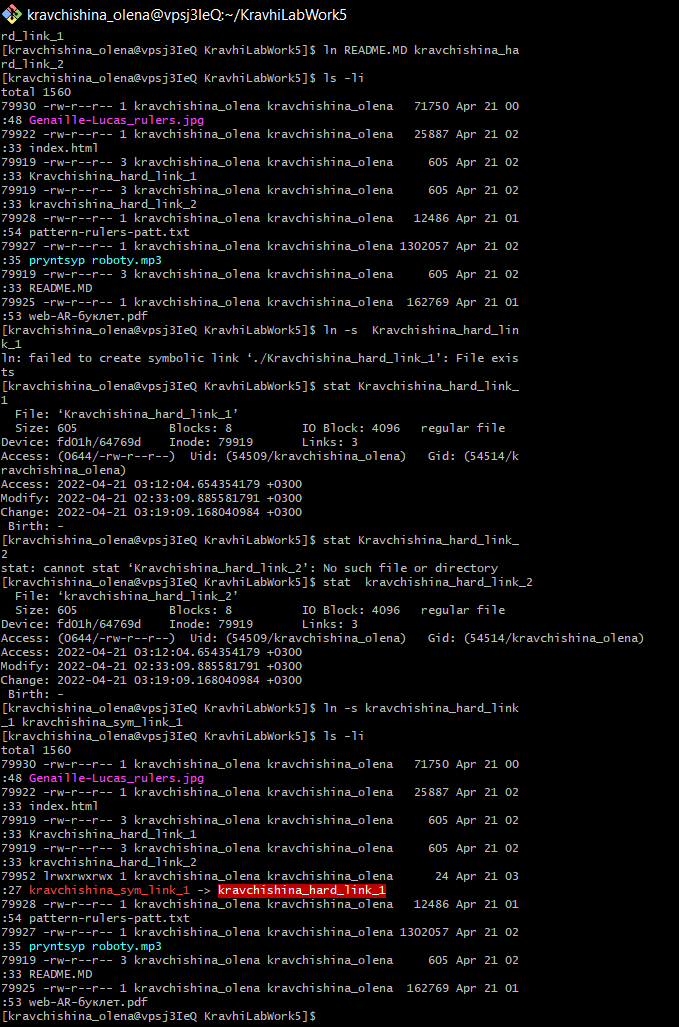 kravchishina_olena@vpsj3IeQ:~/KravhiLabWork5
rd_link_1
[kravchishina_olena@vpsj3IeQ KravhiLabWork5]$ ln README.MD kravchishina_ha
rd_link_2
[kravchishina_olena@vpsj3IeQ KravhiLabWork5]$ ls -li
total 1560
79930 -rw-r--r-- 1 kravchishina_olena kravchishina_olena   71750 Apr 21 00
:48 Genaille-Lucas_rulers.jpg
79922 -rw-r--r-- 1 kravchishina_olena kravchishina_olena   25887 Apr 21 02
:33 index.html
79919 -rw-r--r-- 3 kravchishina_olena kravchishina_olena     605 Apr 21 02
:33 Kravchishina_hard_link_1
79919 -rw-r--r-- 3 kravchishina_olena kravchishina_olena     605 Apr 21 02
:33 kravchishina_hard_link_2
79928 -rw-r--r-- 1 kravchishina_olena kravchishina_olena   12486 Apr 21 01
:54 pattern-rulers-patt.txt
79927 -rw-r--r-- 1 kravchishina_olena kravchishina_olena 1302057 Apr 21 02
:35 pryntsyp roboty.mp3
79919 -rw-r--r-- 3 kravchishina_olena kravchishina_olena     605 Apr 21 02
:33 README.MD
79925 -rw-r--r-- 1 kravchishina_olena kravchishina_olena  162769 Apr 21 01
:53 web-AR-буклет.pdf
[kravchishina_olena@vpsj3IeQ KravhiLabWork5]$ ln -s  Kravchishina_hard_lin
k_1
ln: failed to create symbolic link ‘./Kravchishina_hard_link_1’: File exis
ts
[kravchishina_olena@vpsj3IeQ KravhiLabWork5]$ stat Kravchishina_hard_link_
1
  File: ‘Kravchishina_hard_link_1’
  Size: 605             Blocks: 8          IO Block: 4096   regular file
Device: fd01h/64769d    Inode: 79919       Links: 3
Access: (0644/-rw-r--r--)  Uid: (54509/kravchishina_olena)   Gid: (54514/k
ravchishina_olena)
Access: 2022-04-21 03:12:04.654354179 +0300
Modify: 2022-04-21 02:33:09.885581791 +0300
Change: 2022-04-21 03:19:09.168040984 +0300
 Birth: -
[kravchishina_olena@vpsj3IeQ KravhiLabWork5]$ stat Kravchishina_hard_link_
2
stat: cannot stat ‘Kravchishina_hard_link_2’: No such file or directory
[kravchishina_olena@vpsj3IeQ KravhiLabWork5]$ stat  kravchishina_hard_link_2
  File: ‘kravchishina_hard_link_2’
  Size: 605             Blocks: 8          IO Block: 4096   regular file
Device: fd01h/64769d    Inode: 79919       Links: 3
Access: (0644/-rw-r--r--)  Uid: (54509/kravchishina_olena)   Gid: (54514/kravchishina_olena)
Access: 2022-04-21 03:12:04.654354179 +0300
Modify: 2022-04-21 02:33:09.885581791 +0300
Change: 2022-04-21 03:19:09.168040984 +0300
 Birth: -
[kravchishina_olena@vpsj3IeQ KravhiLabWork5]$ ln -s kravchishina_hard_link
_1 kravchishina_sym_link_1
[kravchishina_olena@vpsj3IeQ KravhiLabWork5]$ ls -li
total 1560
79930 -rw-r--r-- 1 kravchishina_olena kravchishina_olena   71750 Apr 21 00
:48 Genaille-Lucas_rulers.jpg
79922 -rw-r--r-- 1 kravchishina_olena kravchishina_olena   25887 Apr 21 02
:33 index.html
79919 -rw-r--r-- 3 kravchishina_olena kravchishina_olena     605 Apr 21 02
:33 Kravchishina_hard_link_1
79919 -rw-r--r-- 3 kravchishina_olena kravchishina_olena     605 Apr 21 02
:33 kravchishina_hard_link_2
79952 lrwxrwxrwx 1 kravchishina_olena kravchishina_olena      24 Apr 21 03
:27 kravchishina_sym_link_1 -> kravchishina_hard_link_1
79928 -rw-r--r-- 1 kravchishina_olena kravchishina_olena   12486 Apr 21 01
:54 pattern-rulers-patt.txt
79927 -rw-r--r-- 1 kravchishina_olena kravchishina_olena 1302057 Apr 21 02
:35 pryntsyp roboty.mp3
79919 -rw-r--r-- 3 kravchishina_olena kravchishina_olena     605 Apr 21 02
:33 README.MD
79925 -rw-r--r-- 1 kravchishina_olena kravchishina_olena  162769 Apr 21 01
:53 web-AR-буклет.pdf
[kravchishina_olena@vpsj3IeQ KravhiLabWork5]$